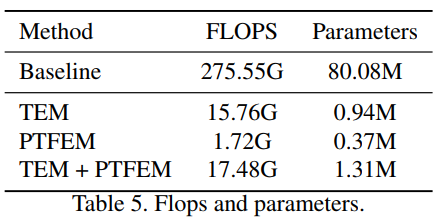 Method FLOPS Parameters
Baseline 275.55G 80.08M
TEM 15.76G 0.94M
PTFEM 1.72G 0.37M
TEM + PTFEM 17.48G 1.31M
Table 5. Flops and parameters.